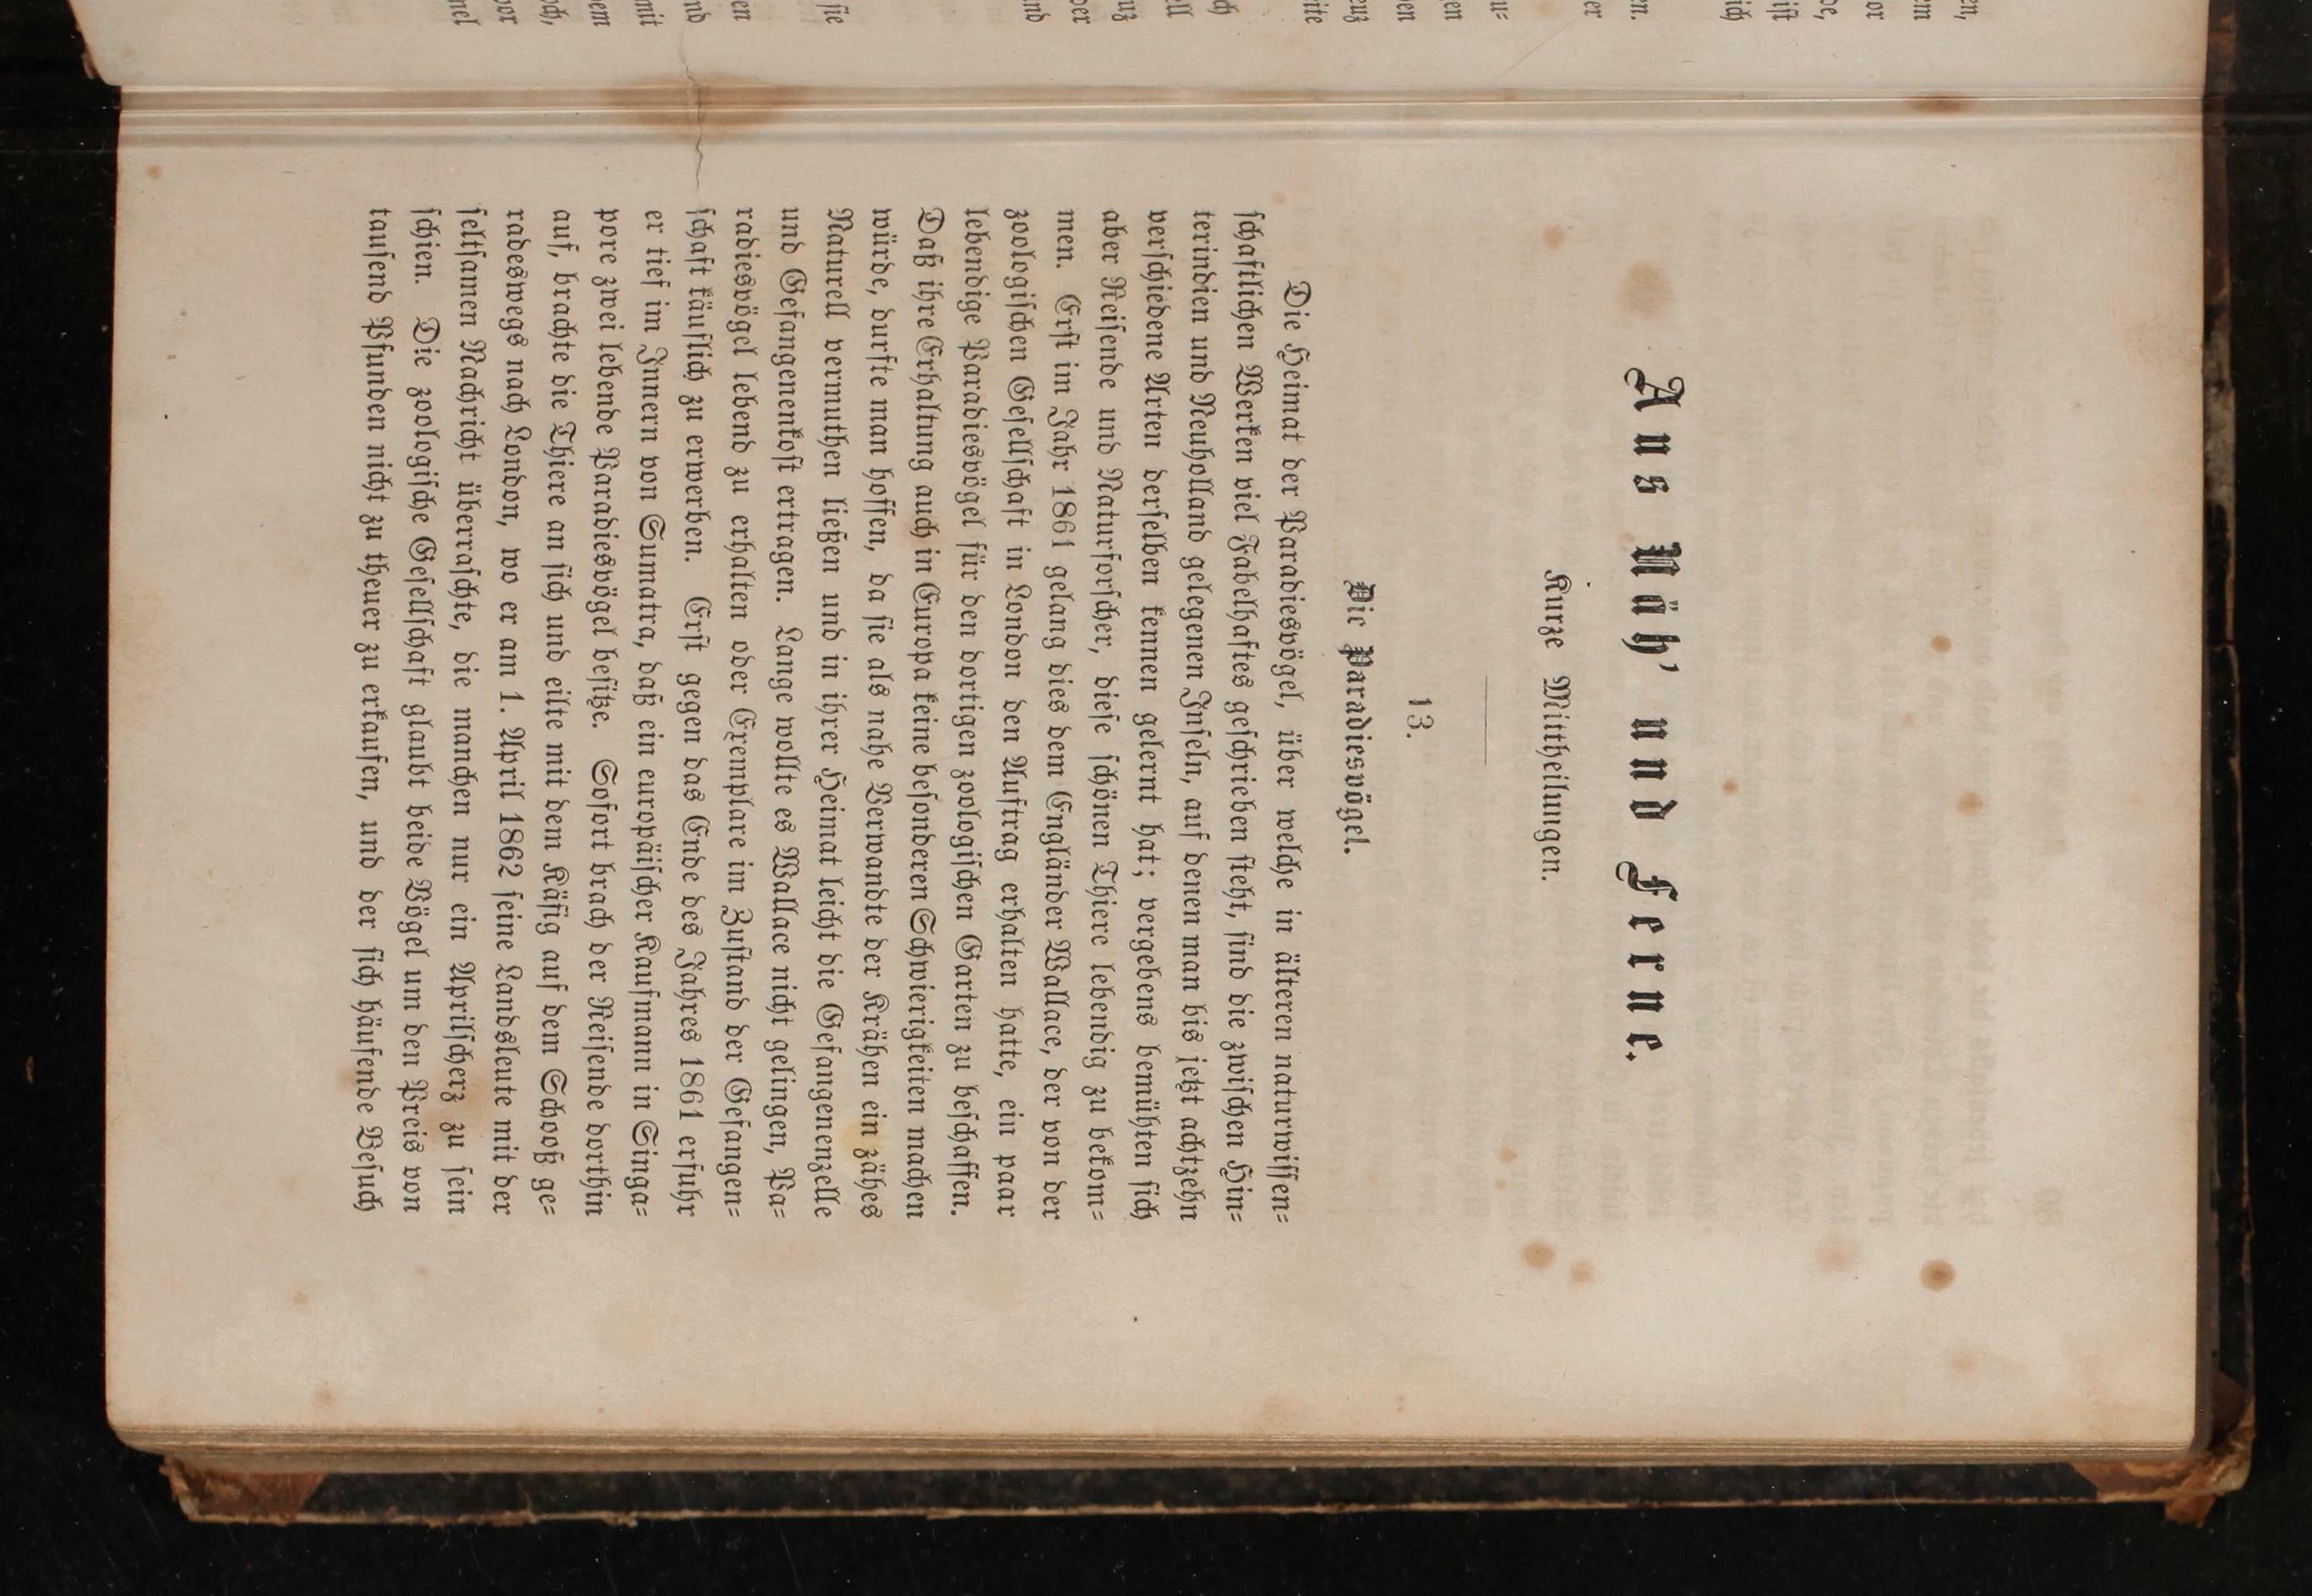 Aus Näh' und Ferne.
Kurze Mittheilungen.
13.
Die Paradiesvögel.
Die Heimat der Paradiesvögel, über welche in älteren naturwissen-
schaftlichen Werken viel Fabelhaftes geschrieben steht, sind die zwischen Hin-
terindien und Neuholland gelegenen Inseln, auf denen man bis jetzt achtzehn
verschiedene Arten derselben kennen gelernt hat; vergebens bemühten sich
aber Reisende und Naturforscher, diese schönen Thiere lebendig zu bekom-
men. Erst im Jahr 1861 gelang dies dem Engländer Wallace, der von der
zoologischen Gesellschaft in London den Auftrag erhalten hatte, ein paar
lebendige Paradiesvögel für den dortigen zoologischen Garten zu beschaffen.
Daß ihre Erhaltung auch in Europa keine besonderen Schwierigkeiten machen
würde, durfte man hoffen, da sie als nahe Verwandte der Krähen ein zähes
Naturell vermuthen ließen und in ihrer Heimat leicht die Gefangenenzelle
und Gefangenenkost ertragen. Lange wollte es Wallace nicht gelingen, Pa-
radiesvögel lebend zu erhalten oder Exemplare im Zustand der Gefangen-
schaft käuflich zu erwerben. Erst gegen das Ende des Jahres 1861 erfuhr
er tief im Innern von Sumatra, daß ein europäischer Kaufmann in Singa-
pore zwei lebende Paradiesvögel besitze. Sofort brach der Reisende dorthin
auf, brachte die Thiere an sich und eilte mit dem Käfig auf dem Schooß ge-
radeswegs nach London, wo er am 1. April 1862 seine Landsleute mit der
seltsamen Nachricht überraschte, die manchen nur ein Aprilscherz zu sein
schien. Die zoologische Gesellschaft glaubt beide Vögel um den Preis von
tausend Pfunden nicht zu theuer zu erkaufen, und der sich häufende Besuch